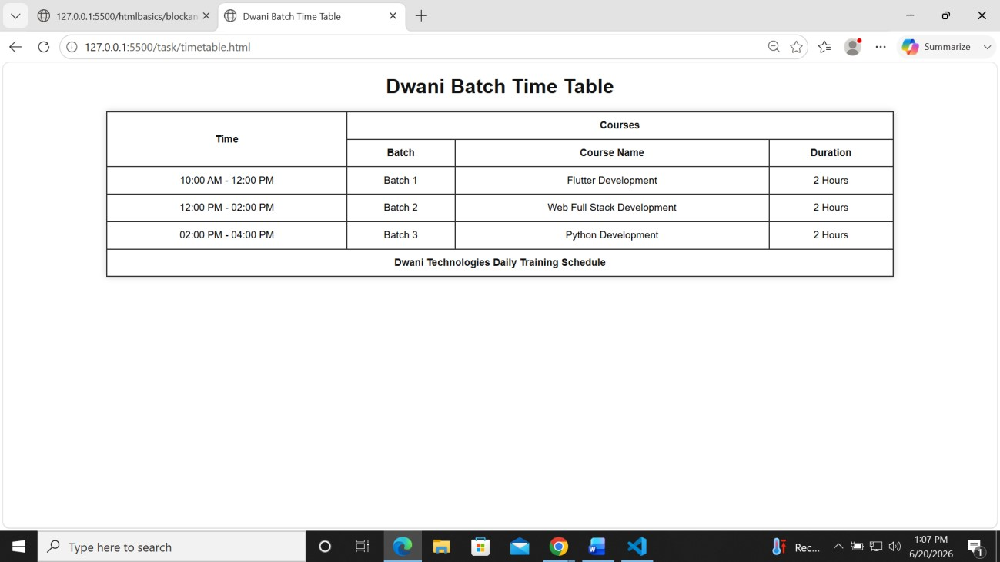 127.0.0.1:5500/htmlbasics/blockan
Dwani Batch Time Table
127.0.0.1:5500/task/timetable.html
Summarize
Dwani Batch Time Table
Time
Courses
Batch
Course Name
Duration
10:00 AM - 12:00 PM
Batch 1
Flutter Development
2 Hours
12:00 PM - 02:00 PM
Batch 2
Web Full Stack Development
2 Hours
02:00 PM - 04:00 PM
Batch 3
Python Development
2 Hours
Dwani Technologies Daily Training Schedule
Type here to search
Rec...
1:07 PM
6/20/2026
1